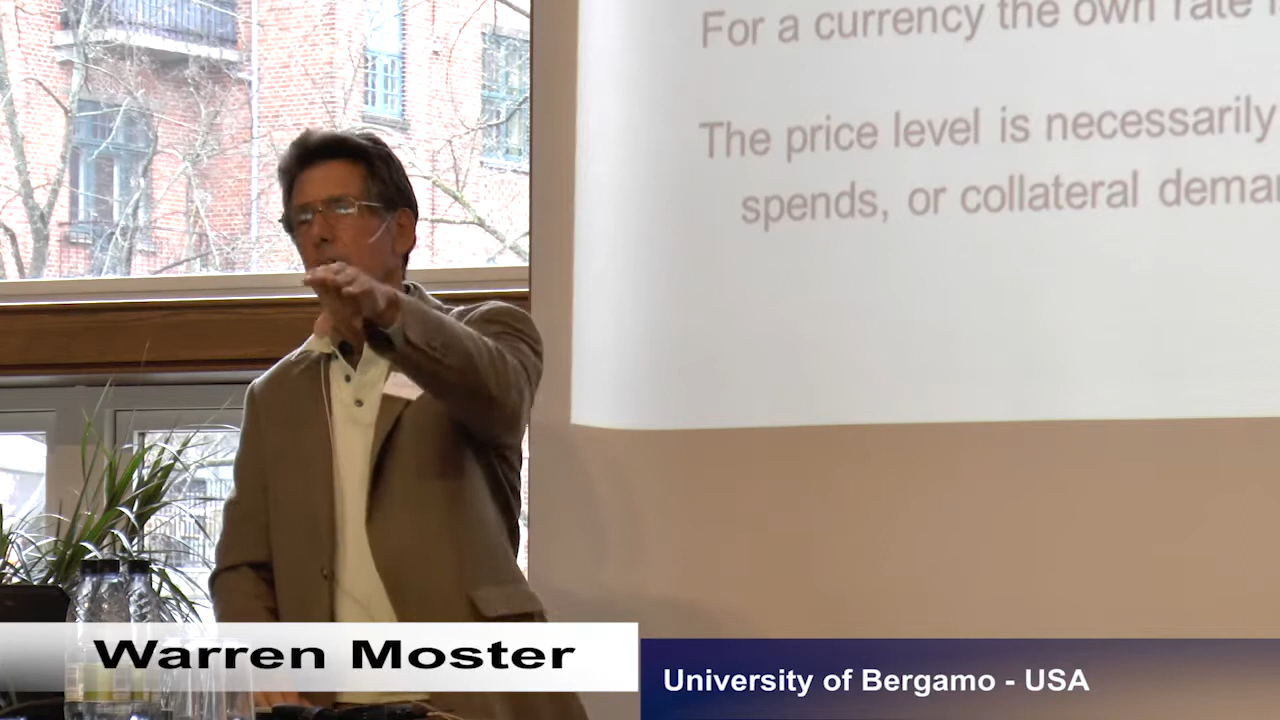 For a currency the own rate
The price level is necessarily
spends, or collateral
Warren Moster
University of Bergamo - USA